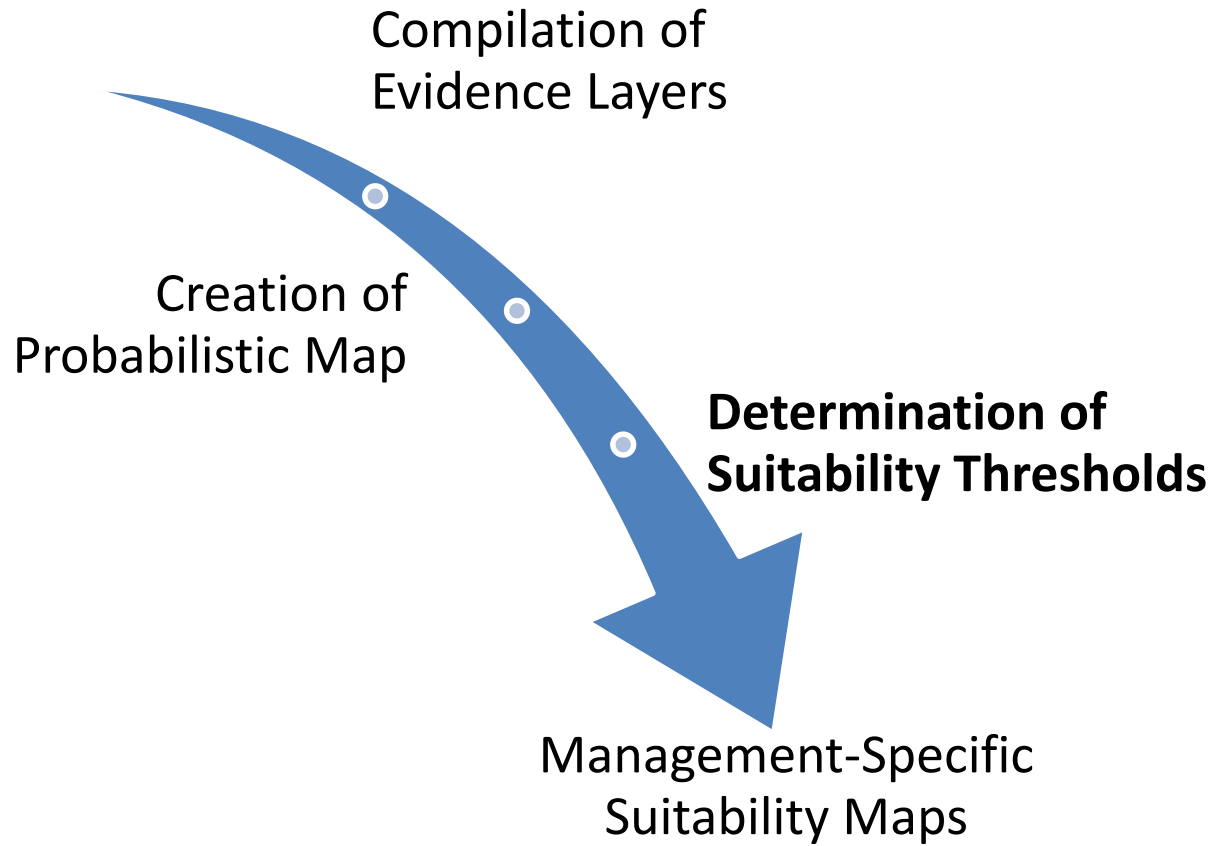 Compilation of
Evidence Layers
Creation of
Probabilistic Map
Determination of
Suitability Thresholds
Management-Specific
Suitability Maps